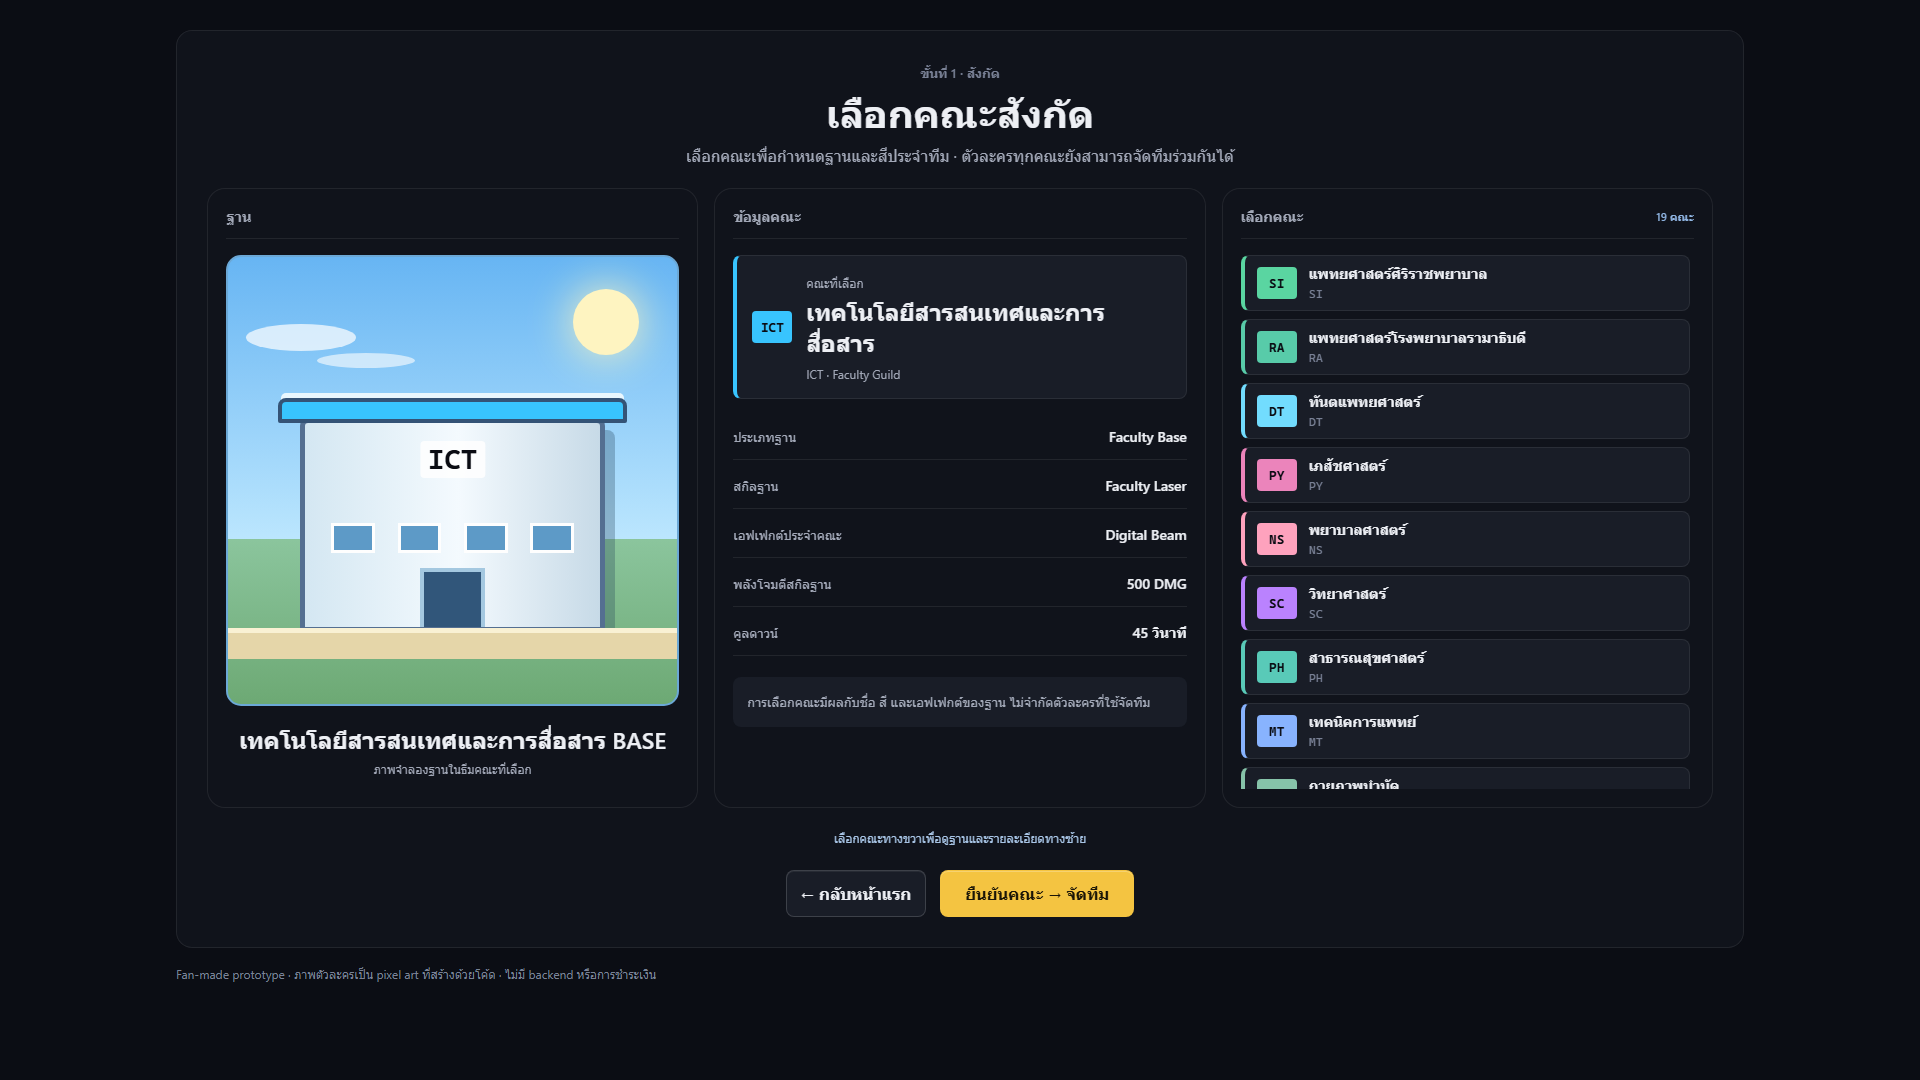 ขั้นที่ 1 · สังกัด
เลือกคณะสังกัด
เลือกคณะเพื่อกำหนดฐานและสีประจำทีม · ตัวละครทุกคณะยังสามารถจัดทีมร่วมกันได้
ฐาน
ICT
เทคโนโลยีสารสนเทศและการสื่อสาร BASE
ภาพจำลองฐานในธีมคณะที่เลือก
ข้อมูลคณะ
ICT
คณะที่เลือก
เทคโนโลยีสารสนเทศและการ
สื่อสาร
ICT · Faculty Guild
ประเภทฐาน Faculty Base
สกิลฐาน Faculty Laser
เอฟเฟกต์ประจำคณะ Digital Beam
พลังโจมตีสกิลฐาน 500 DMG
คูลดาวน์ 45 วินาที
การเลือกคณะมีผลกับชื่อ สี และเอฟเฟกต์ของฐาน ไม่จำกัดตัวละครที่ใช้จัดทีม
เลือกคณะ 19 คณะ
SI แพทยศาสตร์ศิริราชพยาบาล
SI
RA แพทยศาสตร์โรงพยาบาลรามาธิบดี
RA
DT ทันตแพทยศาสตร์
DT
PY เภสัชศาสตร์
PY
NS พยาบาลศาสตร์
NS
SC วิทยาศาสตร์
SC
PH สาธารณสุขศาสตร์
PH
MT เทคนิคการแพทย์
MT
กายภาพบำบัด
เลือกคณะทางขวาเพื่อดูฐานและรายละเอียดทางซ้าย
← กลับหน้าแรก
ยืนยันคณะ → จัดทีม
Fan-made prototype · ภาพตัวละครเป็น pixel art ที่สร้างด้วยโค้ด · ไม่มี backend หรือการชำระเงิน